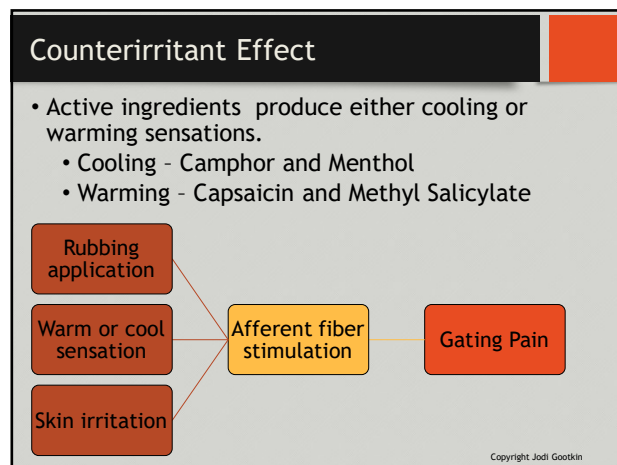 Counterirritant Effect
• Active ingredients  produce either cooling or
warming sensations.
• Cooling – Camphor and Menthol
• Warming – Capsaicin and Methyl Salicylate
Rubbing
application
Warm or cool
sensation
Skin irritation
Afferent fiber
stimulation
Gating Pain
Copyright Jodi Gootkin